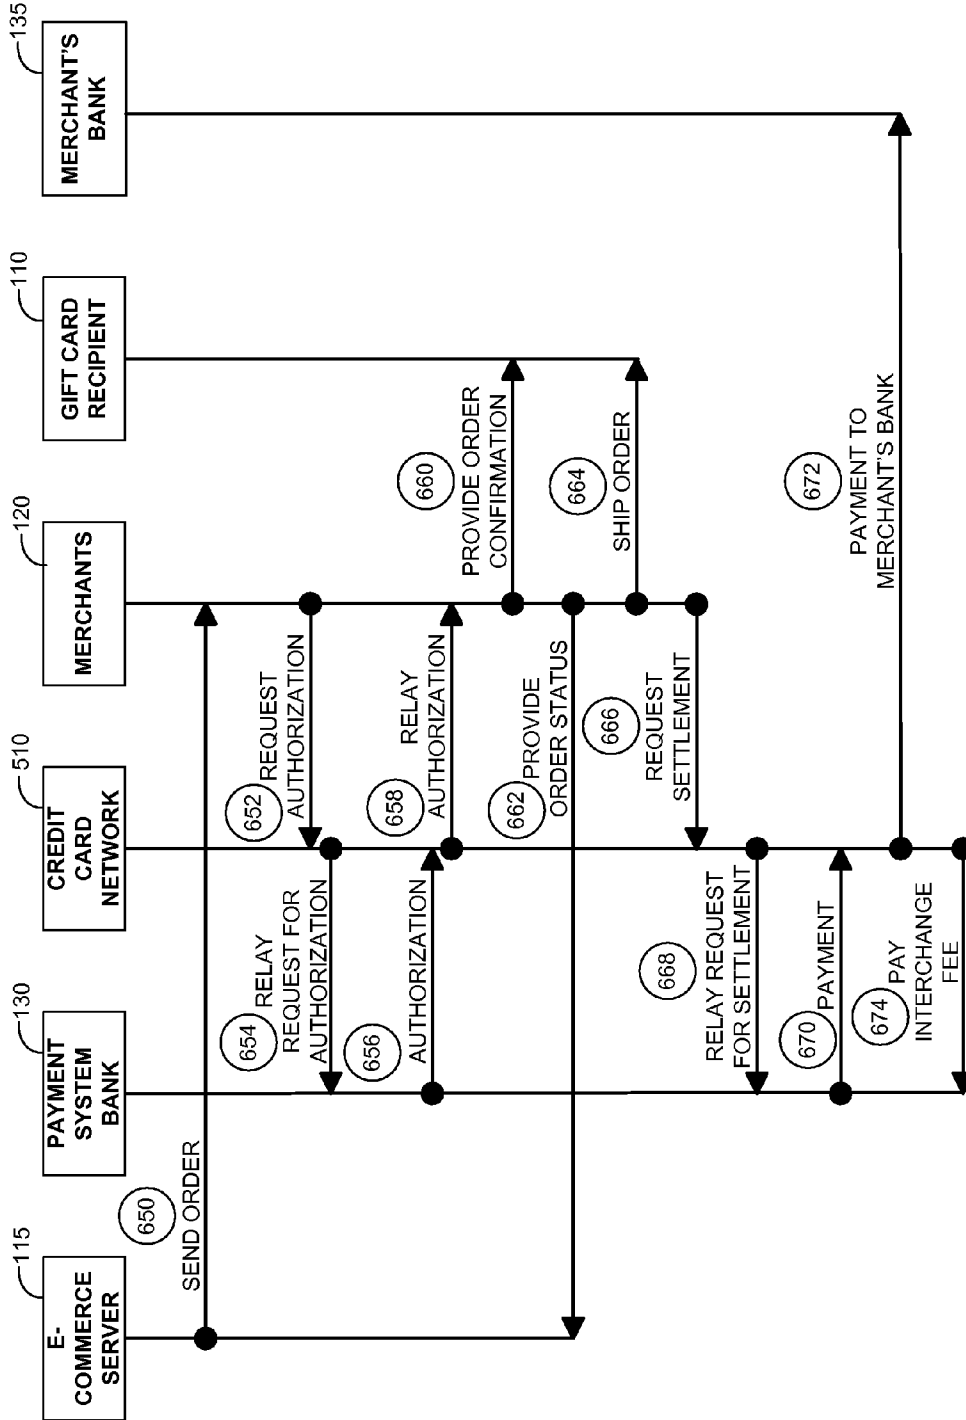 115
E-
COMMERCE
SERVER
130
PAYMENT
SYSTEM
BANK
510
CREDIT
CARD
NETWORK
120
MERCHANTS
110
GIFT CARD
RECIPIENT
135
MERCHANT'S
BANK
650
SEND ORDER
652
REQUEST
AUTHORIZATION
654
RELAY
REQUEST FOR
AUTHORIZATION
656
AUTHORIZATION
658
RELAY
AUTHORIZATION
660
PROVIDE ORDER
CONFIRMATION
662
PROVIDE
ORDER STATUS
664
SHIP ORDER
666
REQUEST
SETTLEMENT
668
RELAY REQUEST
FOR SETTLEMENT
670
PAYMENT
672
PAYMENT TO
MERCHANT'S BANK
674
PAY
INTERCHANGE
FEE